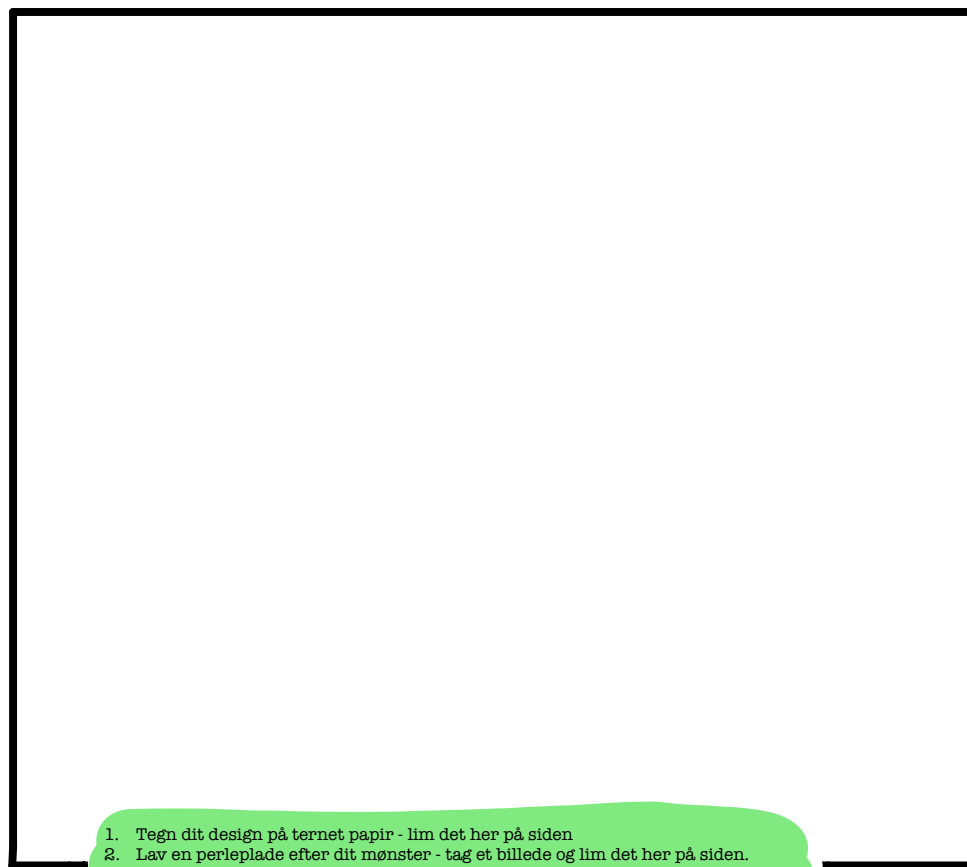 1. Tegn dit design på ternet papir - lim det her på siden
2. Lav en perleplade efter dit mønster - tag et billede og lim det her på siden.